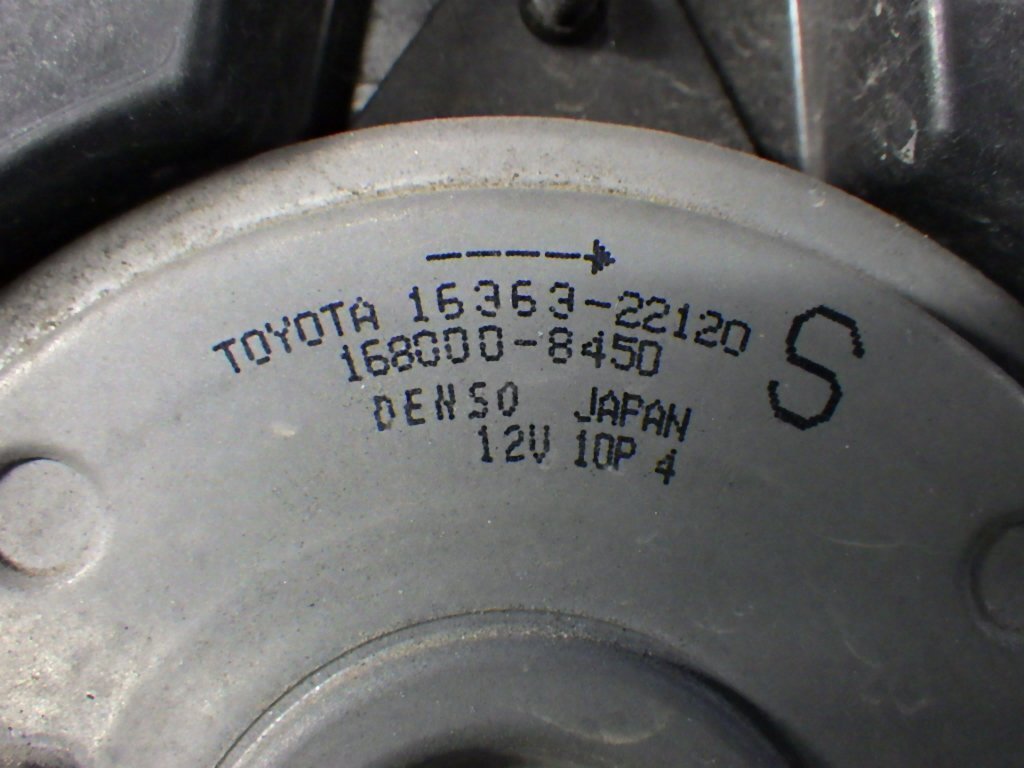 TOYOTA 16363-22120
168000-8450
S
DENSO JAPAN
12V 10P 4